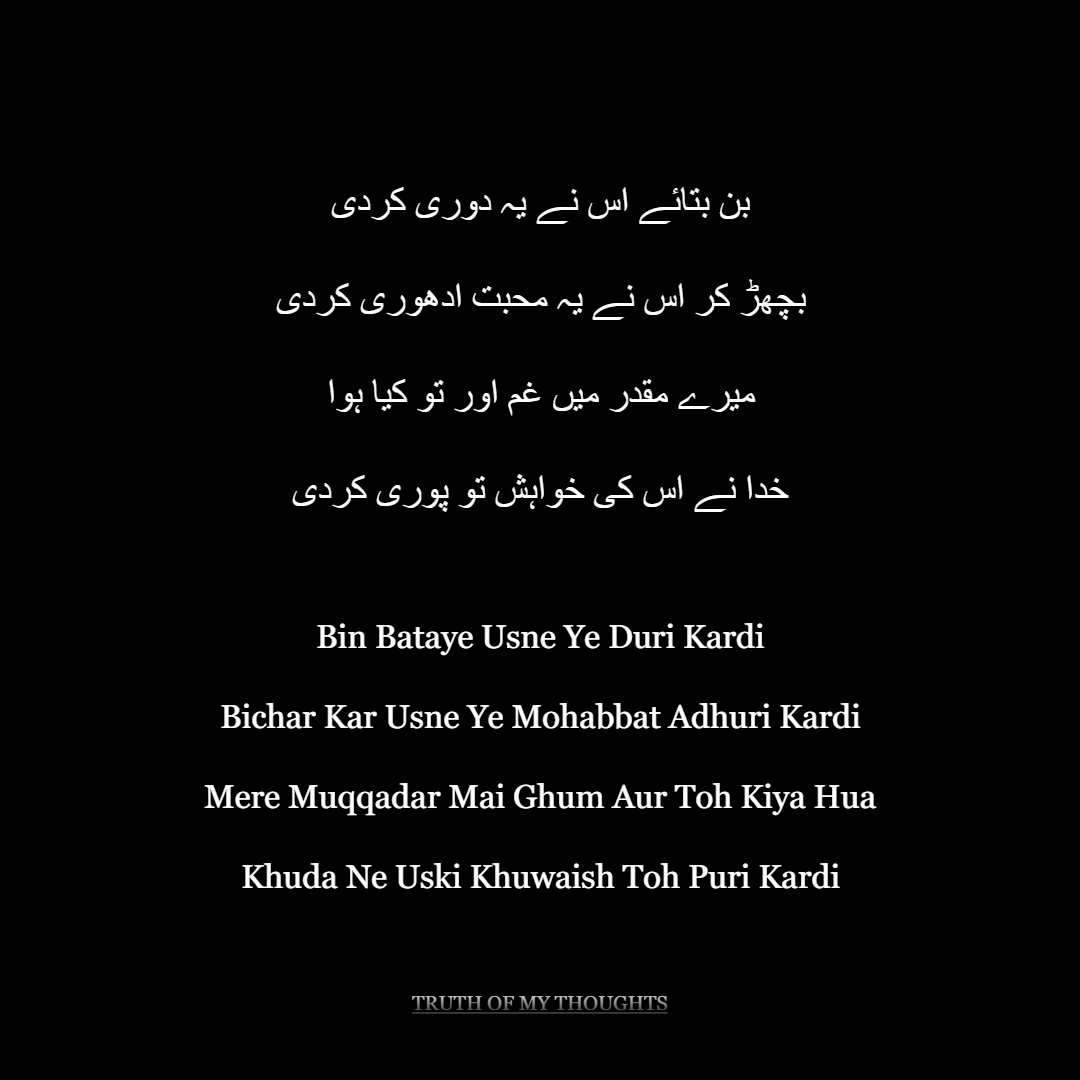 بن بتائے اس نے یہ دوری کردی
بچھڑ کر اس نے یہ محبت ادھوری کردی
میرے مقدر میں غم اور تو کیا ہوا
خدا نے اس کی خواہش تو پوری کردی
Bin Bataye Usne Ye Duri Kardi
Bichar Kar Usne Ye Mohabbat Adhuri Kardi
Mere Muqqadar Mai Ghum Aur Toh Kiya Hua
Khuda Ne Uski Khuwaish Toh Puri Kardi
TRUTH OF MY THOUGHTS